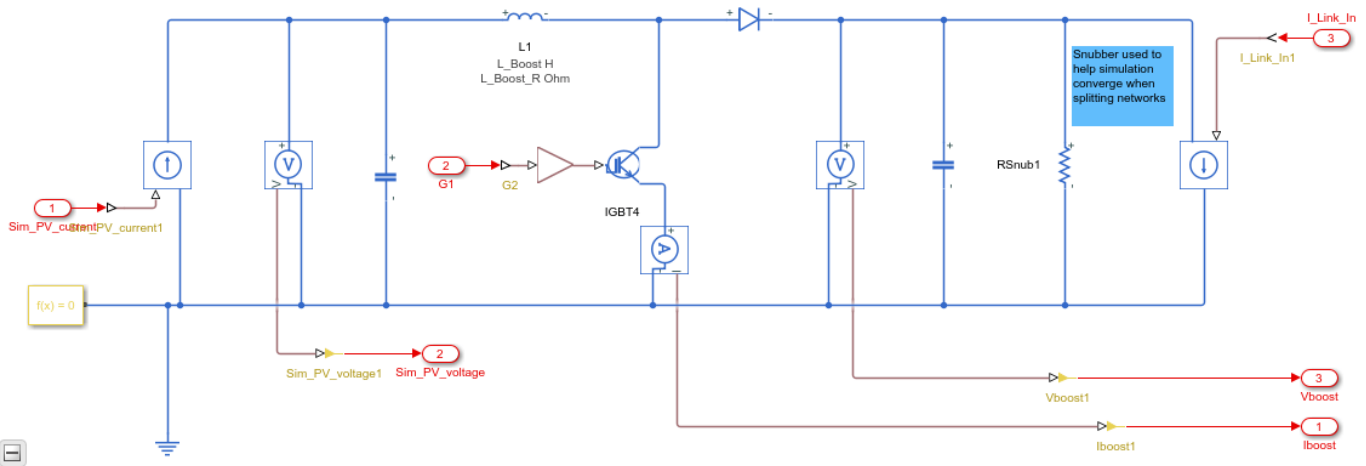 I_Link_In
3
I_Link_In1
+
-
+
-
L1
L_Boost H
L_Boost_R Ohm
Snubber used to
help simulation
converge when
splitting networks
+
V
+
-
2
G1
G2
IGBT4
+
V
+
-
RSnub1
+
-
1
Sim_PV_current
Sim_PV_current1
+
A
I
f(x) = 0
Sim_PV_voltage1
2
Sim_PV_voltage
Vboost1
3
Vboost
Iboost1
1
Iboost